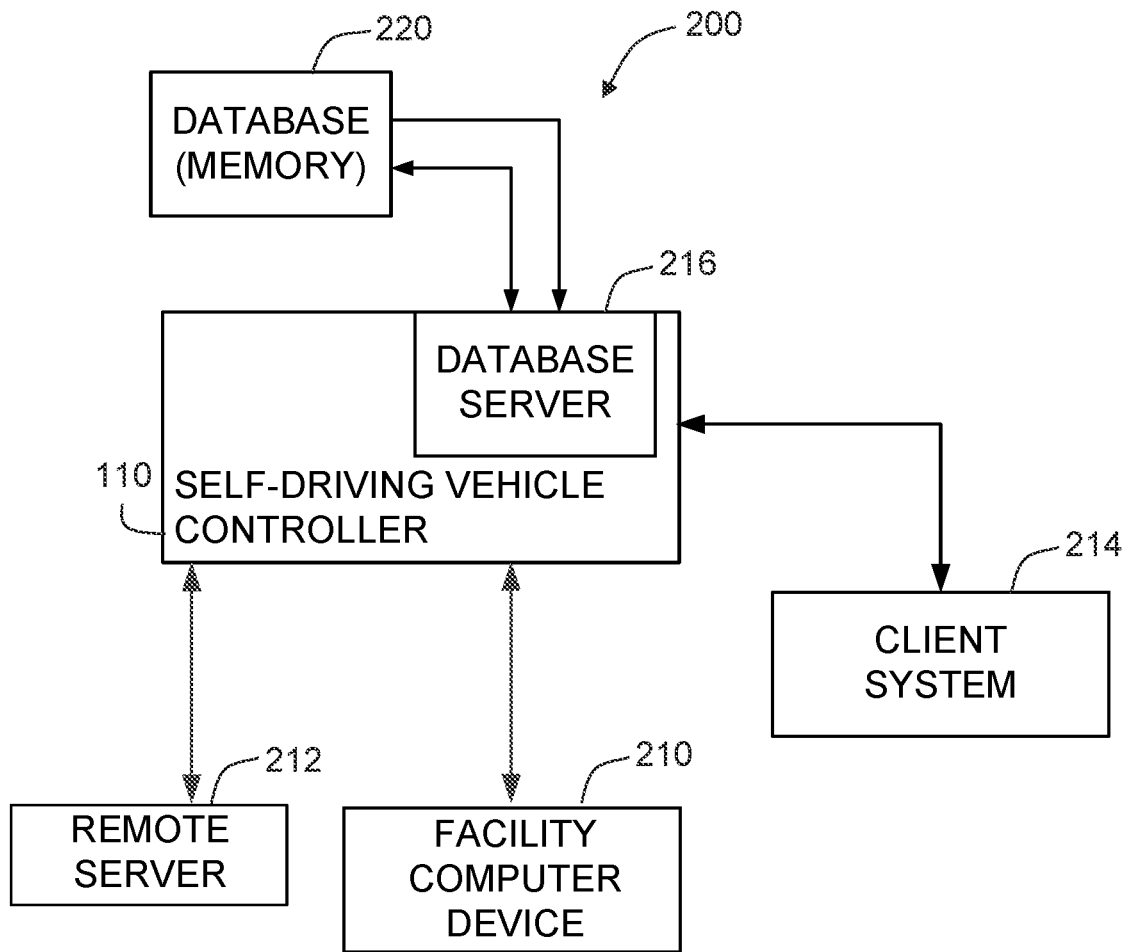 220
200
DATABASE
(MEMORY)
216
DATABASE
SERVER
110
SELF-DRIVING VEHICLE
CONTROLLER
214
CLIENT
SYSTEM
212
210
REMOTE
SERVER
FACILITY
COMPUTER
DEVICE